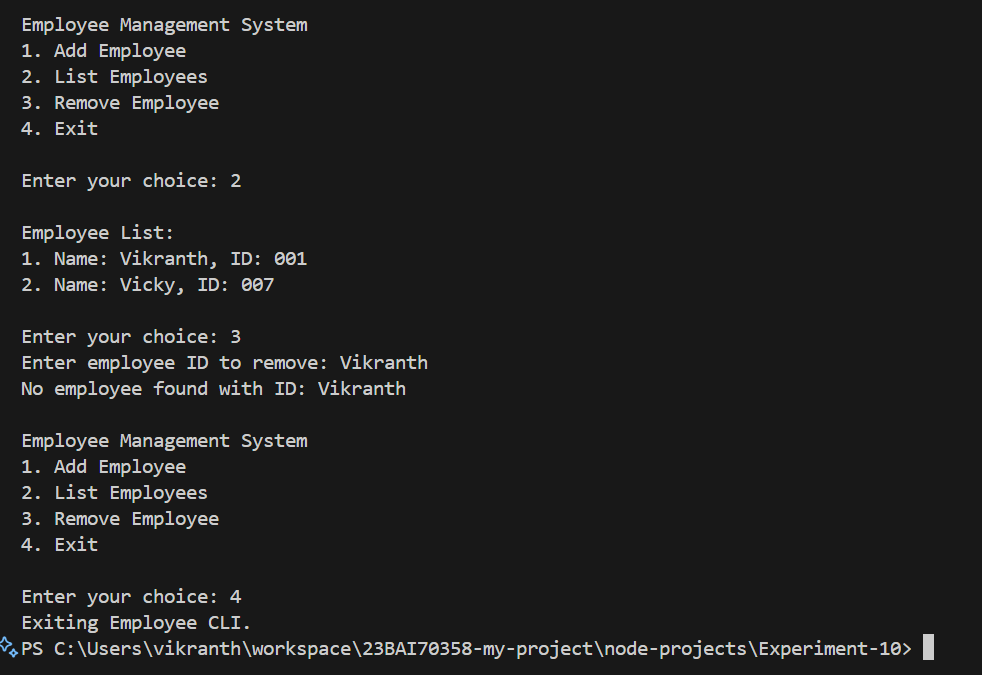 Employee Management System
1. Add Employee
2. List Employees
3. Remove Employee
4. Exit
Enter your choice: 2
Employee List:
1. Name: Vikranth, ID: 001
2. Name: Vicky, ID: 007
Enter your choice: 3
Enter employee ID to remove: Vikranth
No employee found with ID: Vikranth
Employee Management System
1. Add Employee
2. List Employees
3. Remove Employee
4. Exit
Enter your choice: 4
Exiting Employee CLI.
PS C:\Users\vikranth\workspace\23BAI70358-my-project\node-projects\Experiment-10>